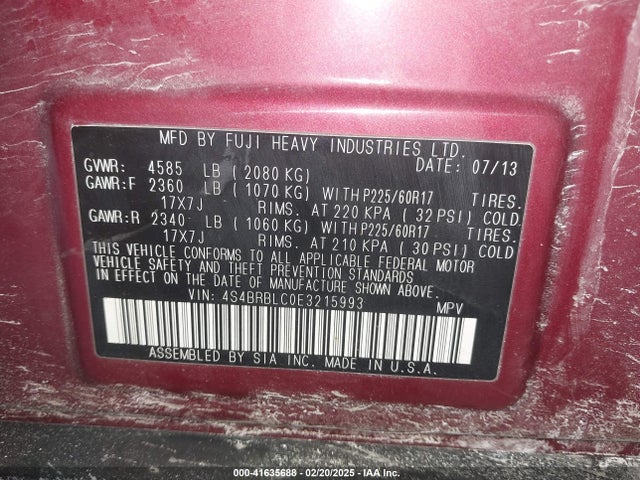 MFD BY FUJI HEAVY INDUSTRIES LTD.
GVWR: 4585 LB ( 2080 KG) DATE: 07/13
GAWR:F 2360 LB ( 1070 KG) WITH P225/60R17 TIRES.
17X7J RIMS. AT 220 KPA ( 32 PSI) COLD
GAWR:R 2340 LB ( 1060 KG) WITH P225/60R17 TIRES.
17X7J RIMS. AT 210 KPA ( 30 PSI) COLD
THIS VEHICLE CONFORMS TO ALL APPLICABLE FEDERAL MOTOR
VEHICLE SAFETY AND THEFT PREVENTION STANDARDS
IN EFFECT ON THE DATE OF MANUFACTURE SHOWN ABOVE.
VIN: 4S4BRBLC0E3215993 MPV
ASSEMBLED BY SIA INC. MADE IN U.S.A.
000-41635688 - 02/20/2025 - IAA Inc.